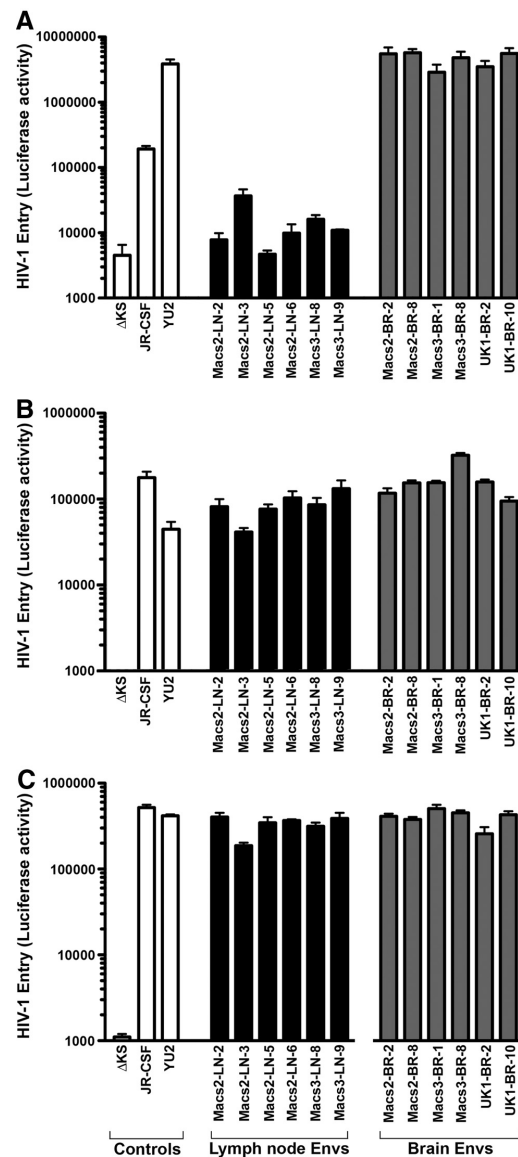 A
HIV-1 Entry (Luciferase activity)
10000000
1000000
100000
10000
1000
ΔKS
JR-CSF
YU2
Macs2-LN-2
Macs2-LN-3
Macs2-LN-5
Macs2-LN-6
Macs3-LN-8
Macs3-LN-9
Macs2-BR-2
Macs2-BR-8
Macs3-BR-1
Macs3-BR-8
UK1-BR-2
UK1-BR-10
B
HIV-1 Entry (Luciferase activity)
1000000
100000
10000
1000
ΔKS
JR-CSF
YU2
Macs2-LN-2
Macs2-LN-3
Macs2-LN-5
Macs2-LN-6
Macs3-LN-8
Macs3-LN-9
Macs2-BR-2
Macs2-BR-8
Macs3-BR-1
Macs3-BR-8
UK1-BR-2
UK1-BR-10
C
HIV-1 Entry (Luciferase activity)
1000000
100000
10000
1000
ΔKS
JR-CSF
YU2
Macs2-LN-2
Macs2-LN-3
Macs2-LN-5
Macs2-LN-6
Macs3-LN-8
Macs3-LN-9
Macs2-BR-2
Macs2-BR-8
Macs3-BR-1
Macs3-BR-8
UK1-BR-2
UK1-BR-10
Controls
Lymph node Envs
Brain Envs